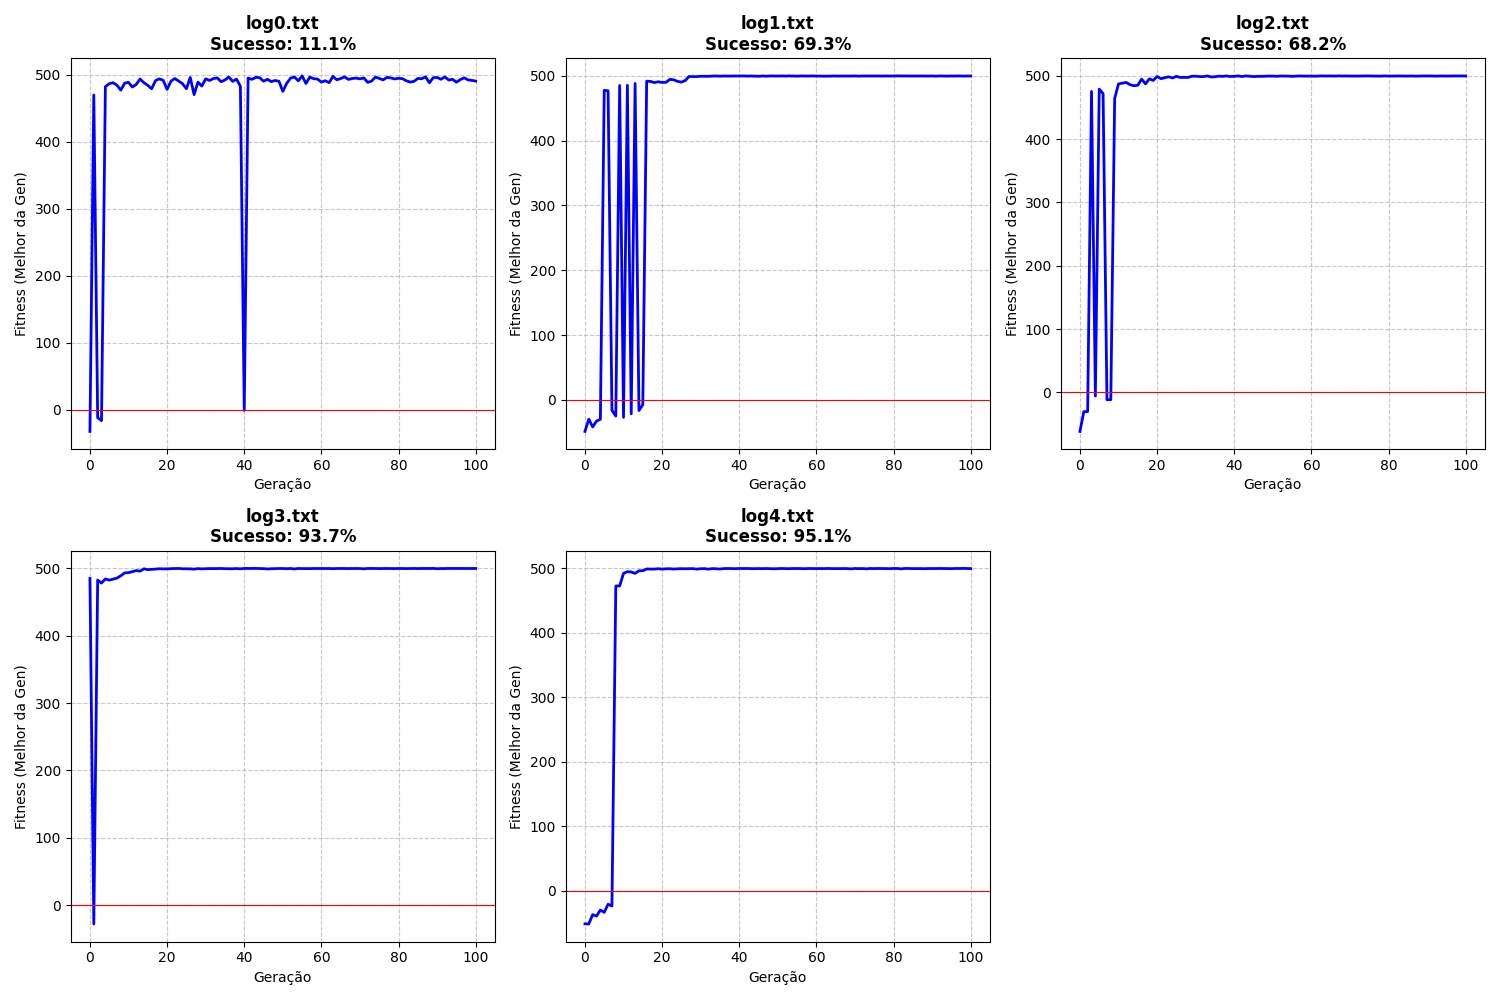 log0.txt
Sucesso: 11.1%
500
400
300
200
100
0
0 20 40 60 80 100
Fitness (Melhor da Gen)
Geração
log1.txt
Sucesso: 69.3%
500
400
300
200
100
0
0 20 40 60 80 100
Fitness (Melhor da Gen)
Geração
log2.txt
Sucesso: 68.2%
500
400
300
200
100
0
0 20 40 60 80 100
Fitness (Melhor da Gen)
Geração
log3.txt
Sucesso: 93.7%
500
400
300
200
100
0
0 20 40 60 80 100
Fitness (Melhor da Gen)
Geração
log4.txt
Sucesso: 95.1%
500
400
300
200
100
0
0 20 40 60 80 100
Fitness (Melhor da Gen)
Geração